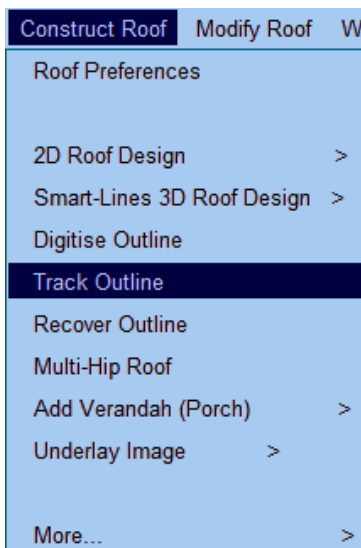 Construct Roof Modify Roof W
Roof Preferences
2D Roof Design >
Smart-Lines 3D Roof Design >
Digitise Outline
Track Outline
Recover Outline
Multi-Hip Roof
Add Verandah (Porch) >
Underlay Image >
More... >